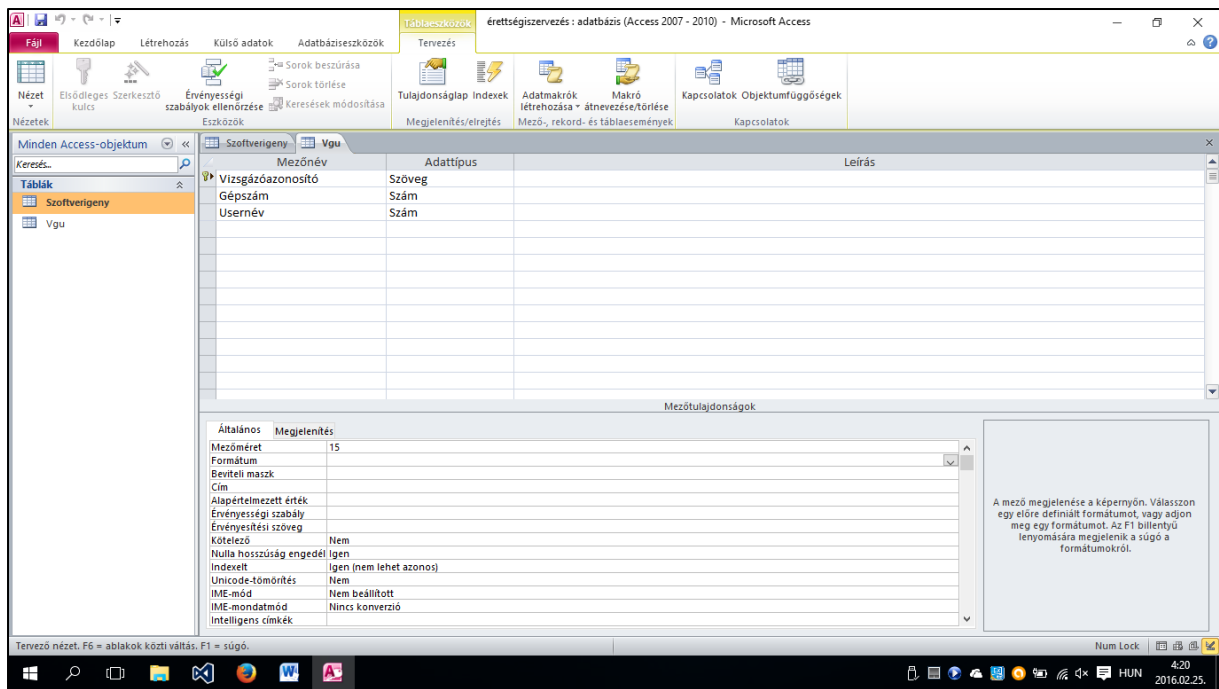 Táblaeszközök
érettségiszervezés : adatbázis (Access 2007 - 2010) - Microsoft Access
Fájl Kezdőlap Létrehozás Külső adatok Adatbáziseszközök Tervezés
Nézet
Elsődleges kulcs
Szerkesztő
Érvényességi szabályok ellenőrzése
Sorok beszúrása
Sorok törlése
Keresések módosítása
Tulajdonságlap
Indexek
Adatmakrók létrehozása
Makró átnevezése/törlése
Kapcsolatok
Objektumfüggőségek
Nézetek Eszközök Megjelenítés/elrejtés Mező-, rekord- és táblaesemények Kapcsolatok
Minden Access-objektum
Keresés...
Táblák
Szoftverigeny
Vgu
Szoftverigeny Vgu
Mezőnév Adattípus Leírás
Vizsgázóazonosító Szöveg
Gépszám Szám
Usernév Szám
Mezőtulajdonságok
Általános Megjelenítés
Mezőméret 15
Formátum
Beviteli maszk
Cím
Alapértelmezett érték
Érvényességi szabály
Érvényesítési szöveg
Kötelező Nem
Nulla hosszúság engedél Igen
Indexelt Igen (nem lehet azonos)
Unicode-tömörítés Nem
IME-mód Nem beállított
IME-mondatmód Nincs konverzió
Intelligens címkék
A mező megjelenése a képernyőn. Válasszon
egy előre definiált formátumot, vagy adjon
meg egy formátumot. Az F1 billentyű
lenyomására megjelenik a súgó a
formátumokról.
Tervező nézet. F6 = ablakok közti váltás. F1 = súgó. Num Lock
HUN
4:20
2016.02.25.